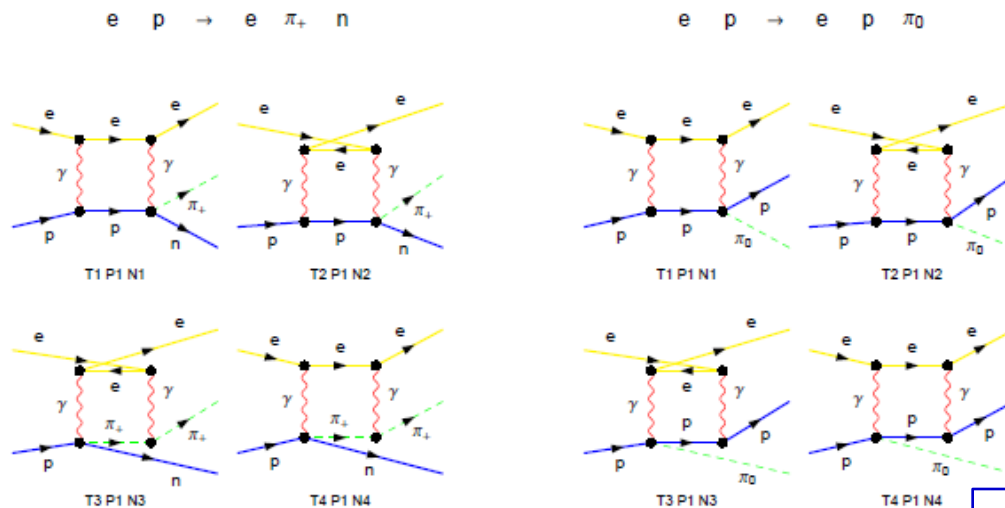 e p → e π+ n
e p → e p π0
e e e γ γ p p π+ n
T1 P1 N1
e e e γ γ p p π+ n
T2 P1 N2
e e e γ γ p p p π0
T1 P1 N1
e e e γ γ p p p π0
T2 P1 N2
e e e γ γ p π+ π+ n
T3 P1 N3
e e e γ γ p π+ π+ n
T4 P1 N4
e e e γ γ p p p π0
T3 P1 N3
e e e γ γ p p p π0
T4 P1 N4